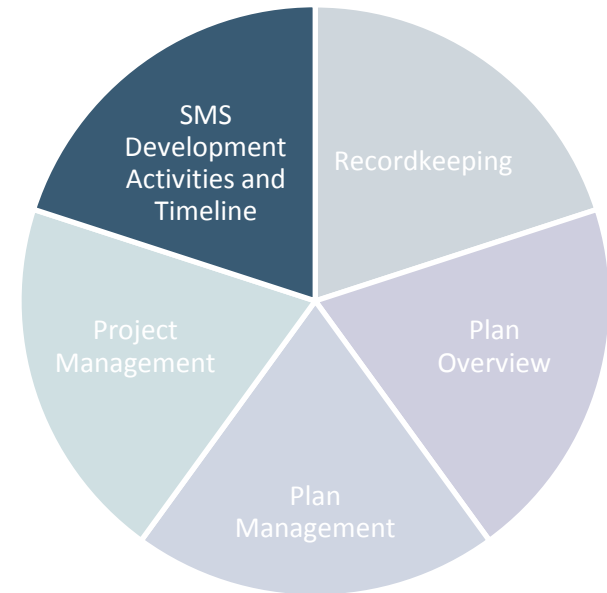 SMS
Development
Activities and
Timeline
Recordkeeping
Plan
Overview
Plan
Management
Project
Management